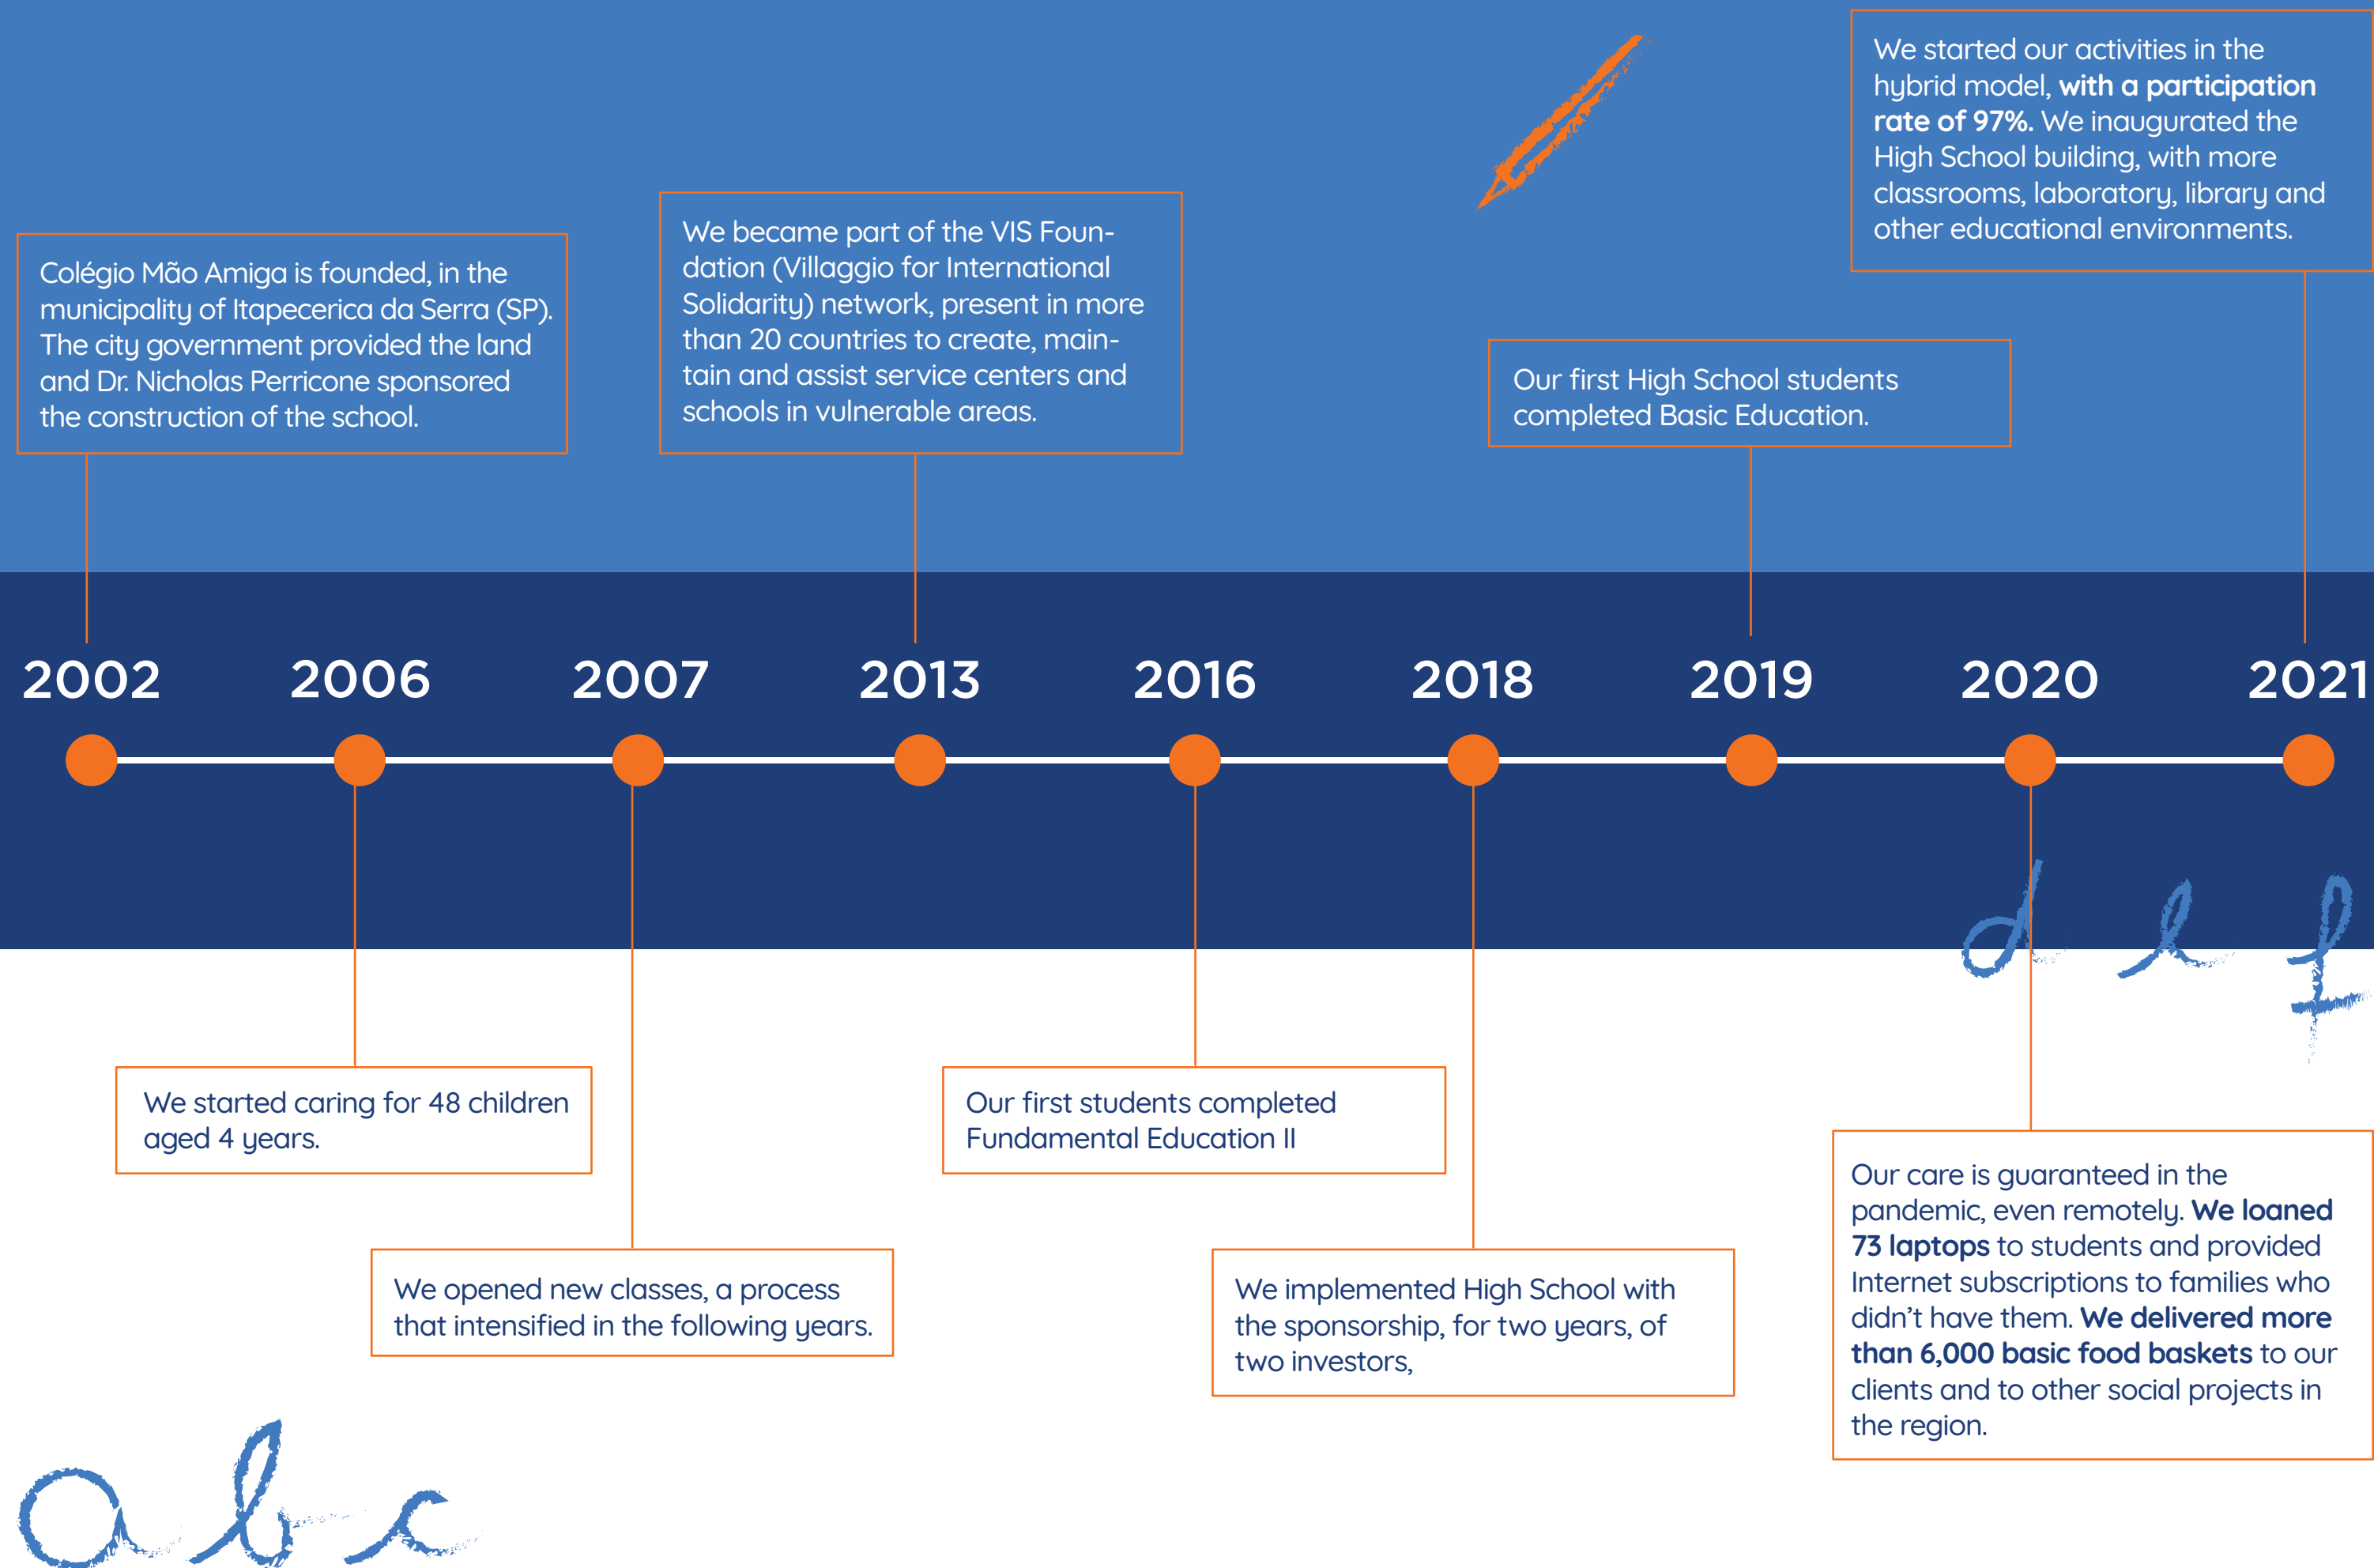 We started our activities in the
hybrid model, with a participation
rate of 97%. We inaugurated the
High School building, with more
classrooms, laboratory, library and
other educational environments.
We became part of the VIS Foun-
dation (Villaggio for International
Solidarity) network, present in more
than 20 countries to create, main-
tain and assist service centers and
schools in vulnerable areas.
Colégio Mão Amiga is founded, in the
municipality of Itapecerica da Serra (SP).
The city government provided the land
and Dr. Nicholas Perricone sponsored
the construction of the school.
Our first High School students
completed Basic Education.
2002 2006 2007 2013 2016 2018 2019 2020 2021
d e f
We started caring for 48 children
aged 4 years.
Our first students completed
Fundamental Education II
Our care is guaranteed in the
pandemic, even remotely. We loaned
73 laptops to students and provided
Internet subscriptions to families who
didn’t have them. We delivered more
than 6,000 basic food baskets to our
clients and to other social projects in
the region.
We opened new classes, a process
that intensified in the following years.
We implemented High School with
the sponsorship, for two years, of
two investors,
a b c